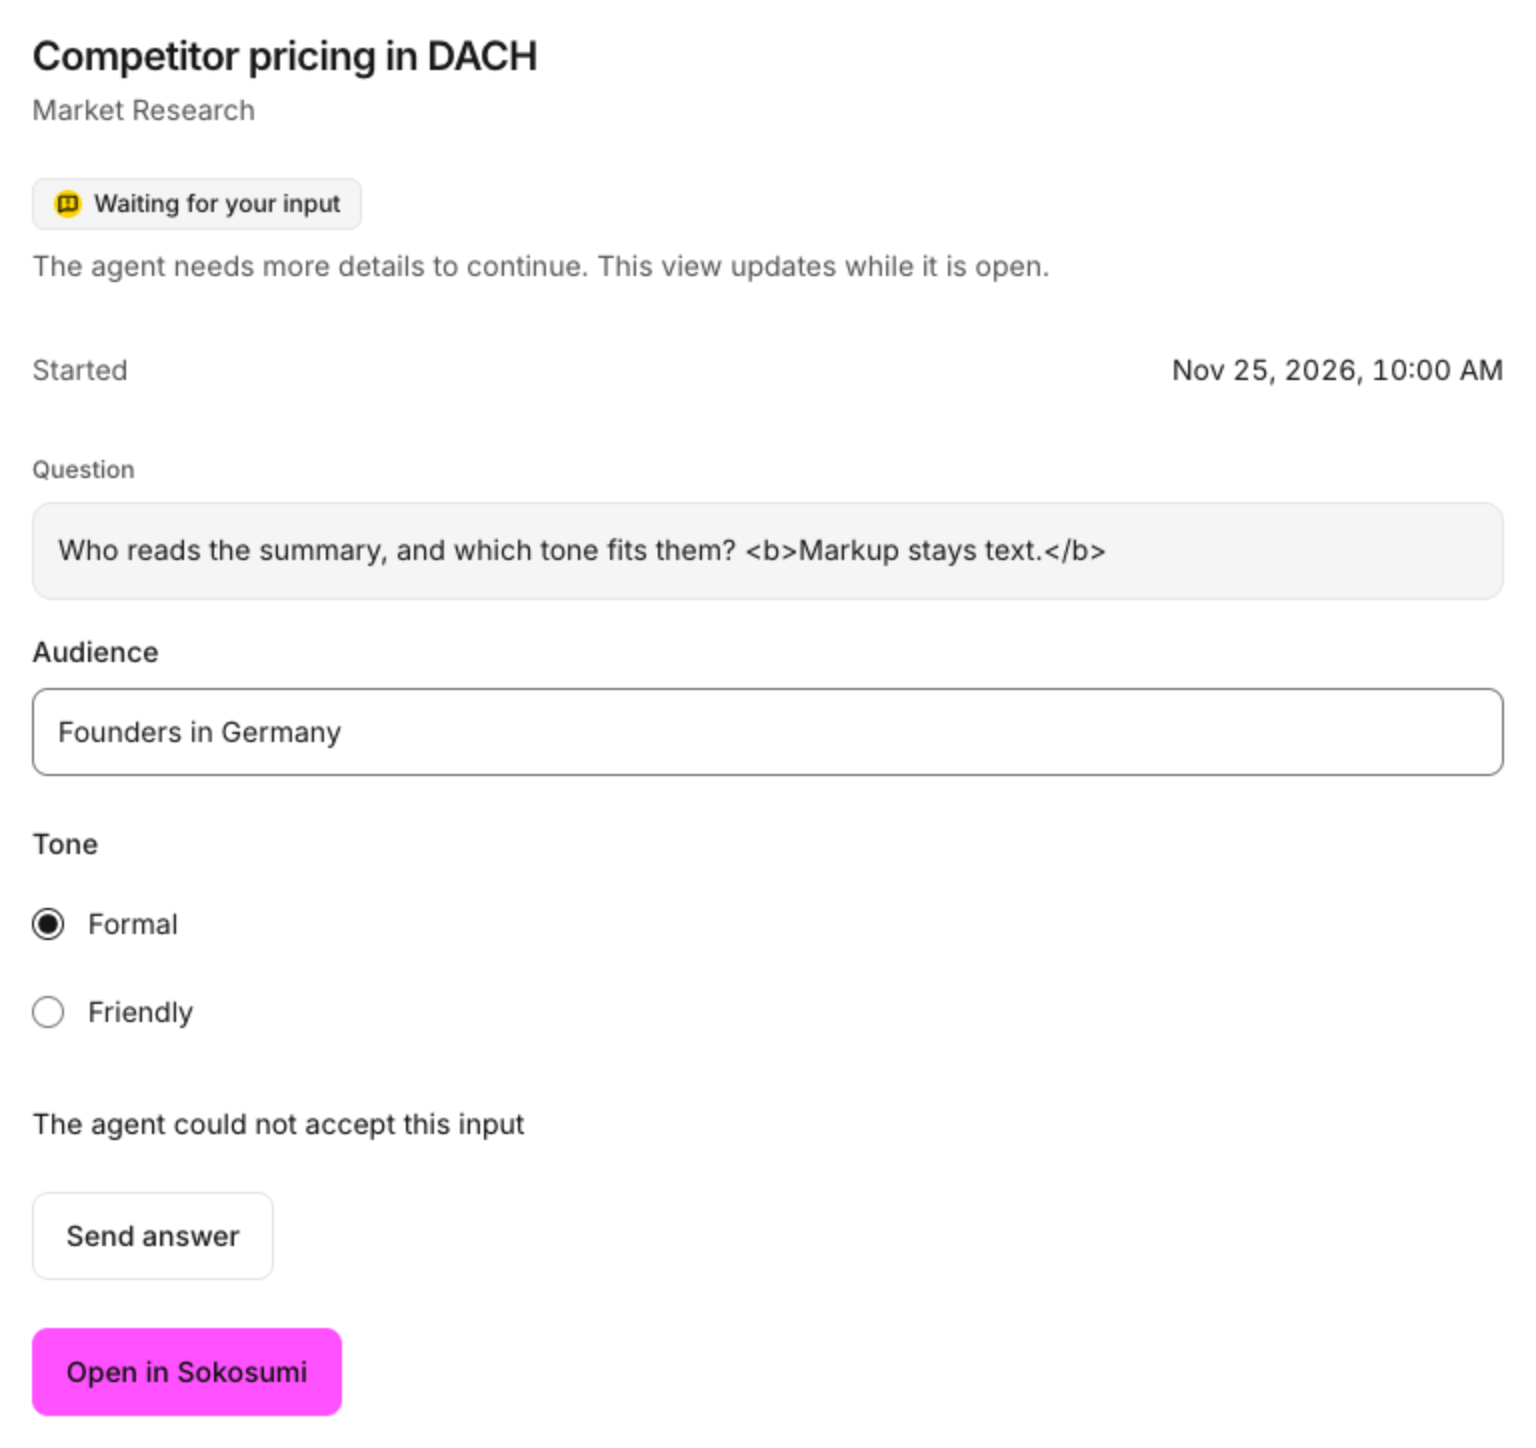 Competitor pricing in DACH
Market Research
Waiting for your input
The agent needs more details to continue. This view updates while it is open.
Started
Nov 25, 2026, 10:00 AM
Question
Who reads the summary, and which tone fits them? <b>Markup stays text.</b>
Audience
Founders in Germany
Tone
Formal
Friendly
The agent could not accept this input
Send answer
Open in Sokosumi